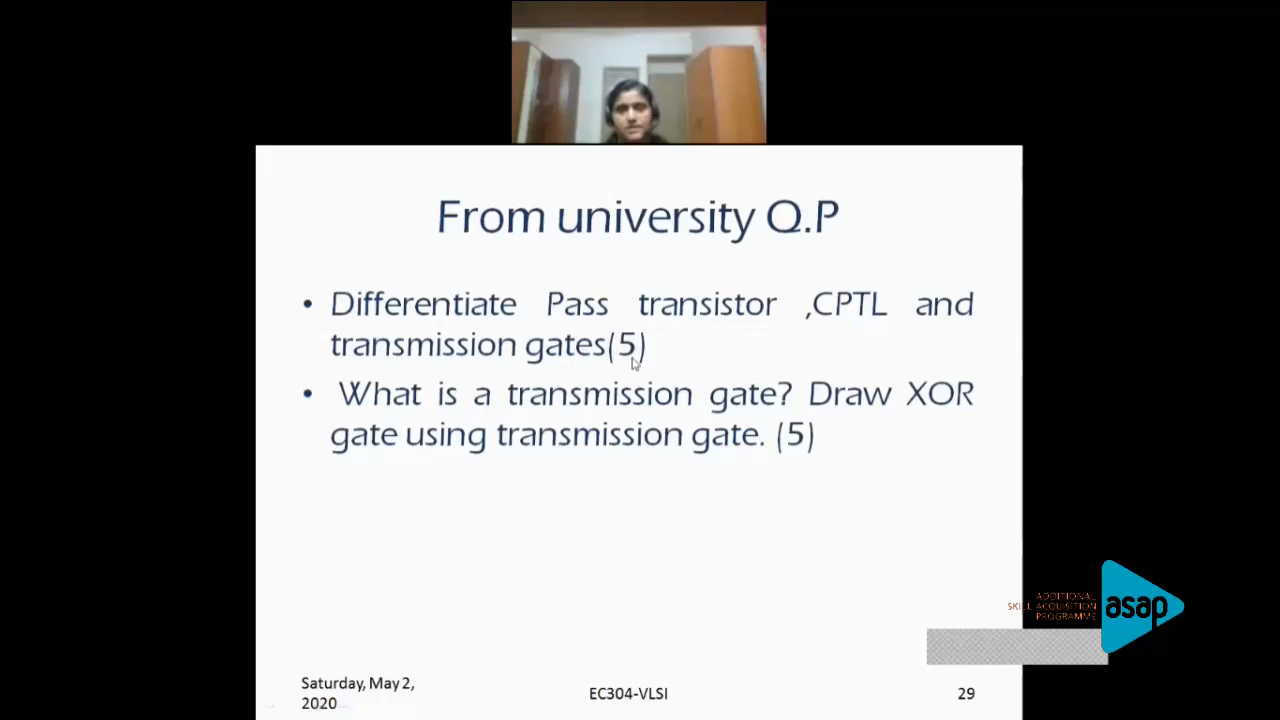 From university Q.P
• Differentiate Pass transistor ,CPTL and
transmission gates(5)
• What is a transmission gate? Draw XOR
gate using transmission gate. (5)
ADDITIONAL
SKILL ACQUISITION
PROGRAMME
asap
Saturday, May 2,
2020
EC304-VLSI
29